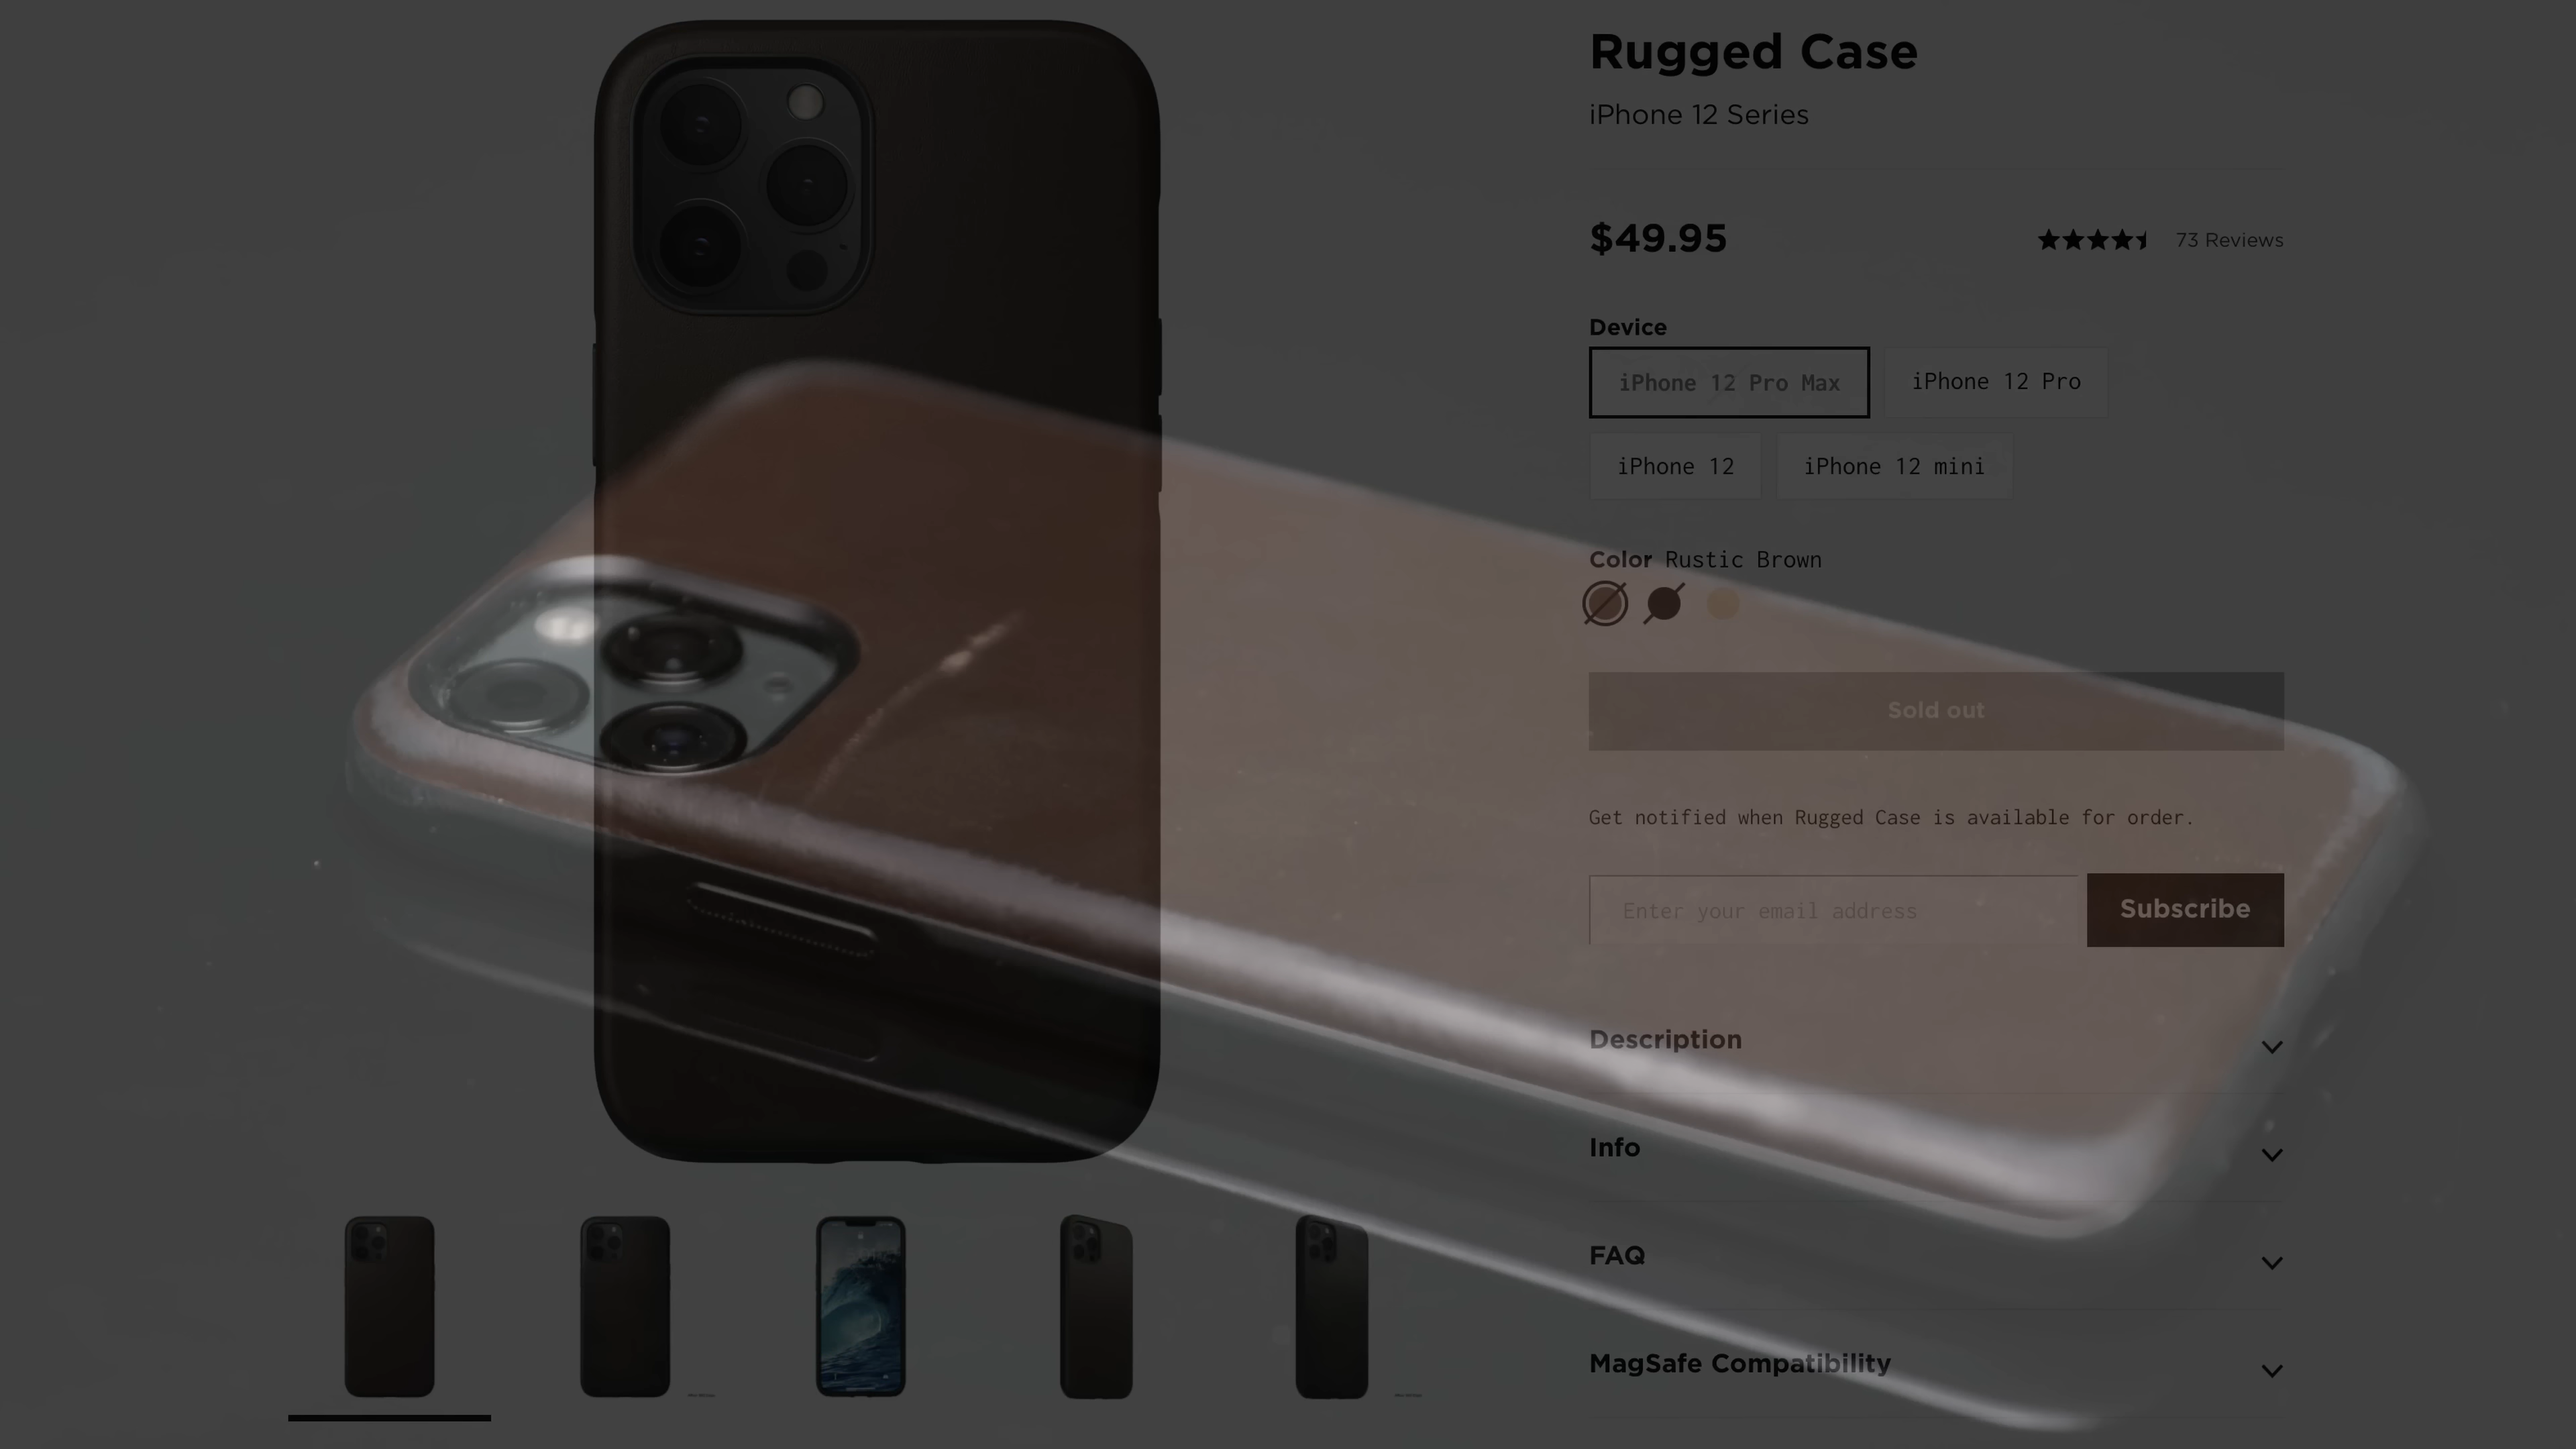 Rugged Case
iPhone 12 Series
$49.95
73 Reviews
Device
iPhone 12 Pro Max
iPhone 12 Pro
iPhone 12
iPhone 12 mini
Color Rustic Brown
Sold out
Get notified when Rugged Case is available for order.
Enter your email address
Subscribe
Description
Info
FAQ
MagSafe Compatibility